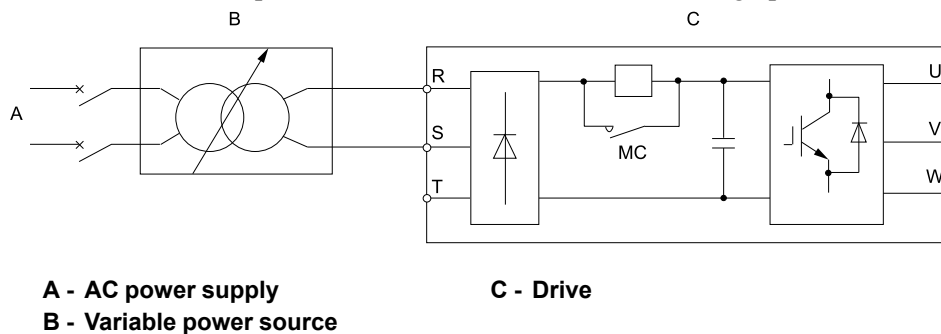 B
C
A
R
S
T
MC
U
V
W
A - AC power supply
C - Drive
B - Variable power source